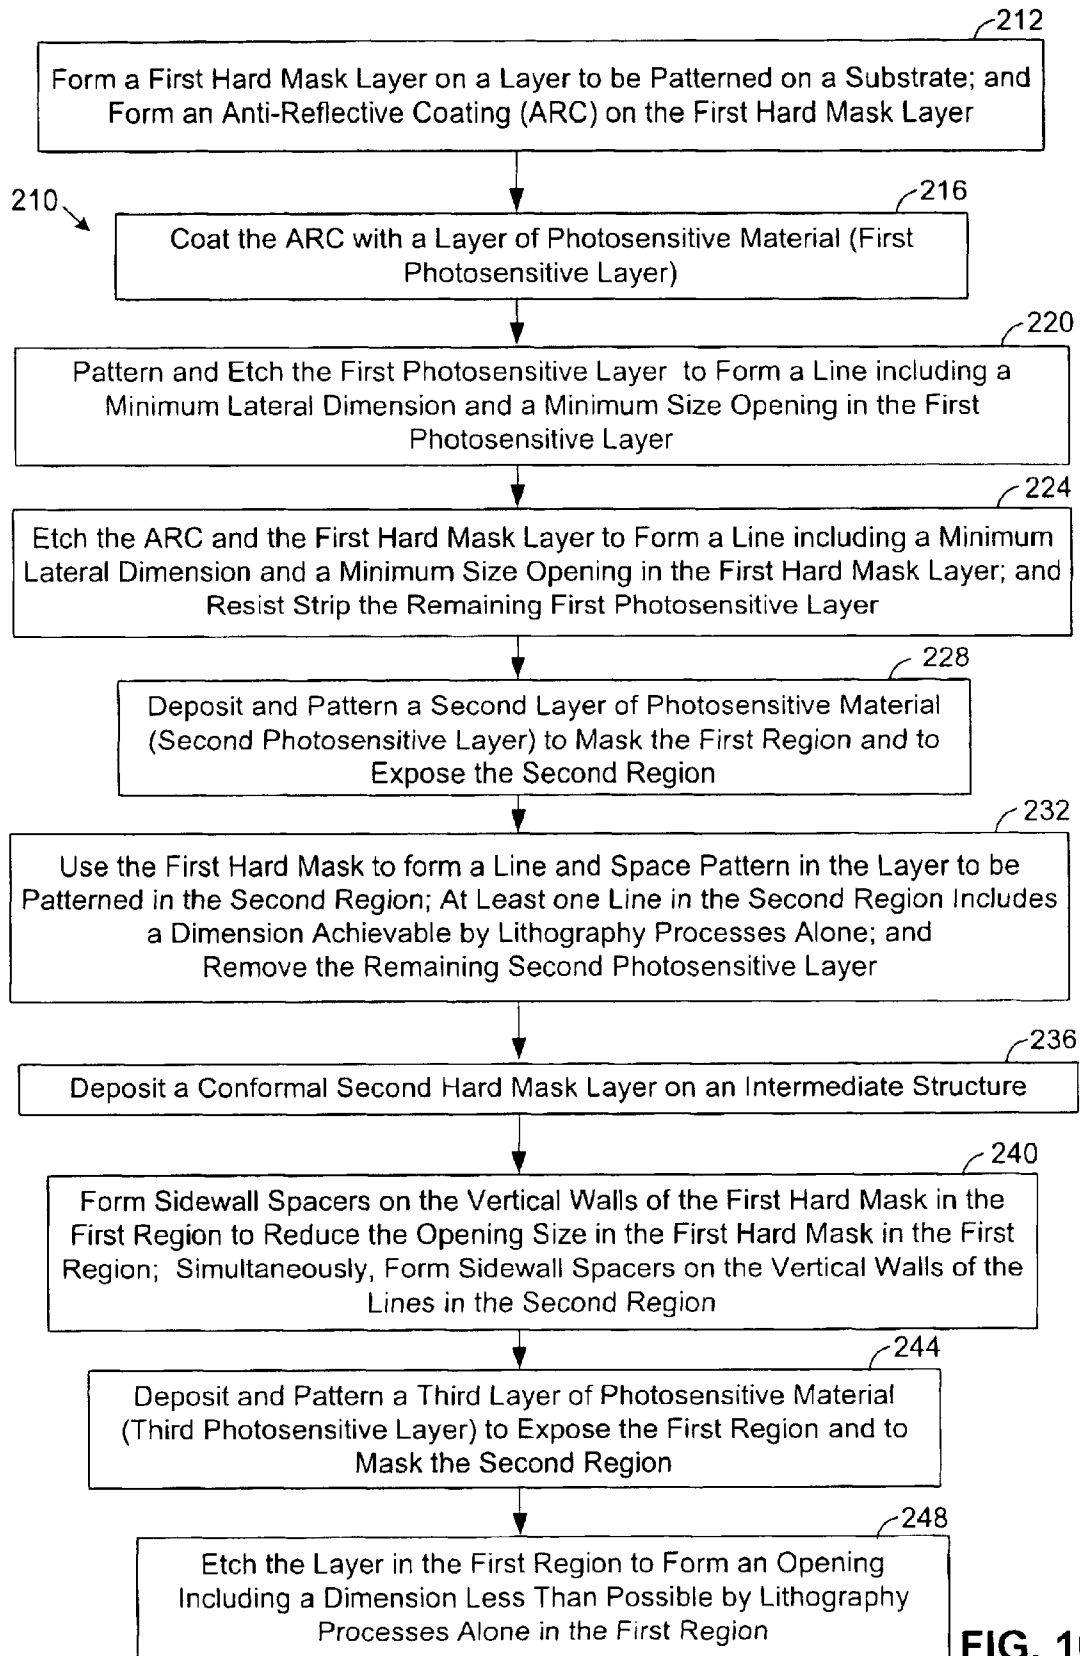 212
Form a First Hard Mask Layer on a Layer to be Patterned on a Substrate; and
Form an Anti-Reflective Coating (ARC) on the First Hard Mask Layer
210
216
Coat the ARC with a Layer of Photosensitive Material (First
Photosensitive Layer)
220
Pattern and Etch the First Photosensitive Layer to Form a Line including a
Minimum Lateral Dimension and a Minimum Size Opening in the First
Photosensitive Layer
224
Etch the ARC and the First Hard Mask Layer to Form a Line including a Minimum
Lateral Dimension and a Minimum Size Opening in the First Hard Mask Layer; and
Resist Strip the Remaining First Photosensitive Layer
228
Deposit and Pattern a Second Layer of Photosensitive Material
(Second Photosensitive Layer) to Mask the First Region and to
Expose the Second Region
232
Use the First Hard Mask to form a Line and Space Pattern in the Layer to be
Patterned in the Second Region; At Least one Line in the Second Region Includes
a Dimension Achievable by Lithography Processes Alone; and
Remove the Remaining Second Photosensitive Layer
236
Deposit a Conformal Second Hard Mask Layer on an Intermediate Structure
240
Form Sidewall Spacers on the Vertical Walls of the First Hard Mask in the
First Region to Reduce the Opening Size in the First Hard Mask in the First
Region; Simultaneously, Form Sidewall Spacers on the Vertical Walls of the
Lines in the Second Region
244
Deposit and Pattern a Third Layer of Photosensitive Material
(Third Photosensitive Layer) to Expose the First Region and to
Mask the Second Region
248
Etch the Layer in the First Region to Form an Opening
Including a Dimension Less Than Possible by Lithography
Processes Alone in the First Region
FIG.